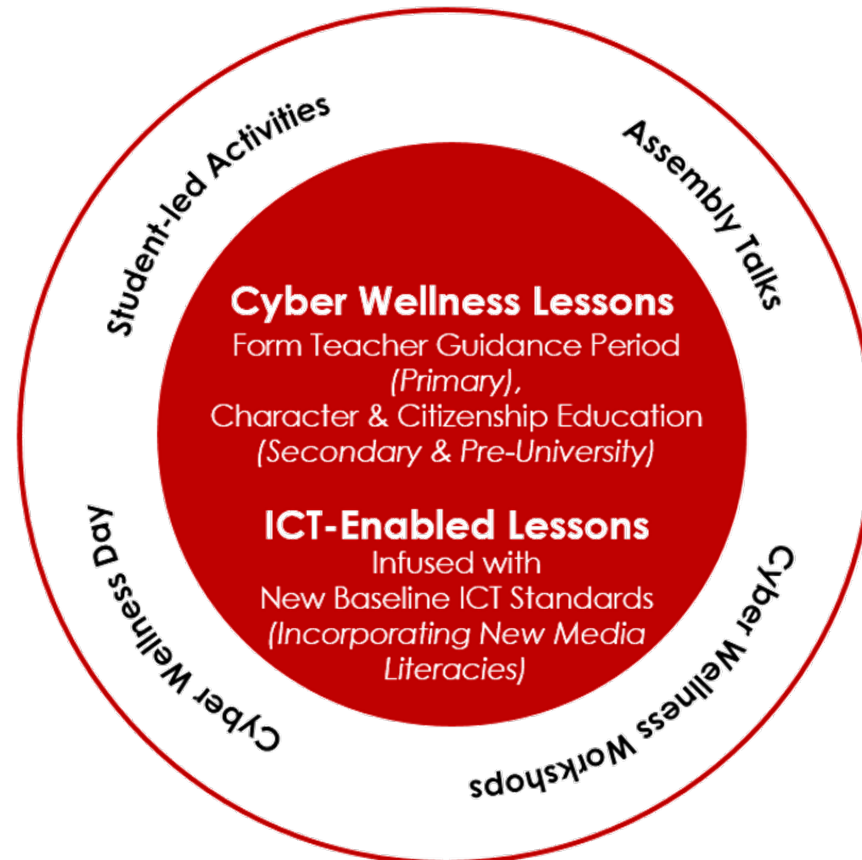 Student-led Activities
Assembly Talks
Cyber Wellness Lessons
Form Teacher Guidance Period
(Primary),
Character & Citizenship Education
(Secondary & Pre-University)
ICT-Enabled Lessons
Infused with
New Baseline ICT Standards
(Incorporating New Media
Literacies)
Cyber Wellness Day
Cyber Wellness Workshops